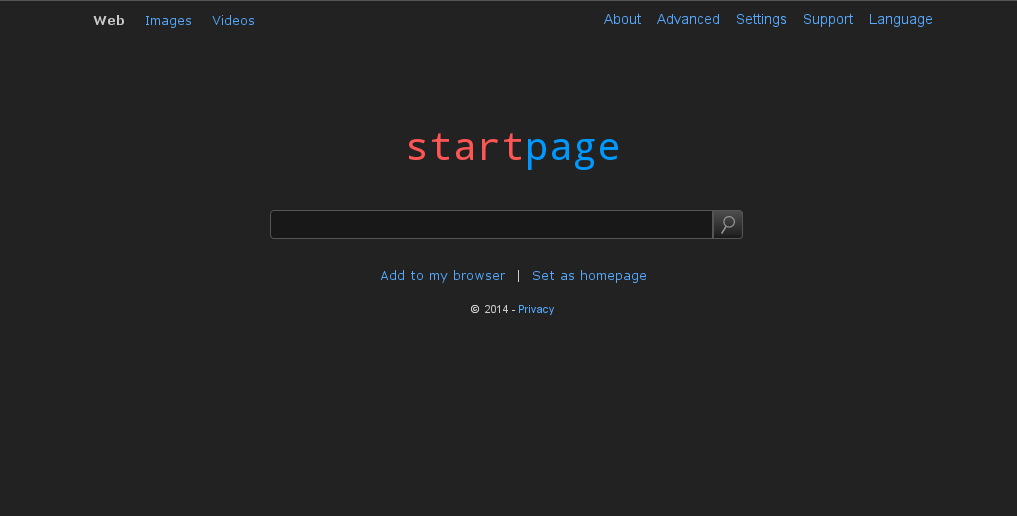 Web Images Videos About Advanced Settings Support Language
startpage
Add to my browser | Set as homepage
© 2014 - Privacy